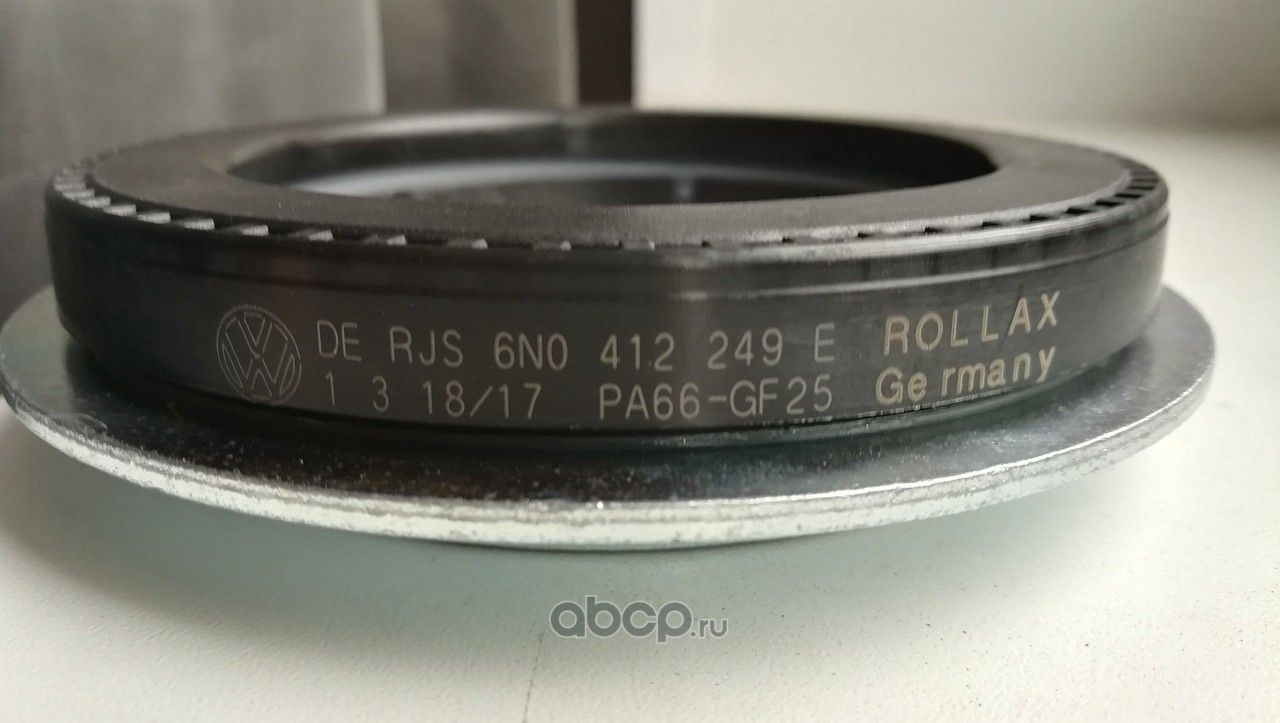 DE RJS 6N0 412 249 E ROLLAX
1 3 18/17 PA66-GF25 Germany
abcp.ru